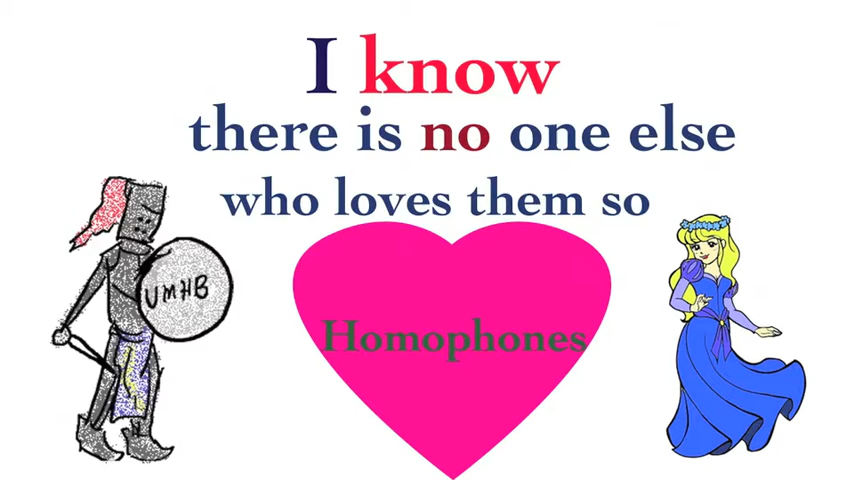 I know
there is no one else
who loves them so
UMHB
Homophones